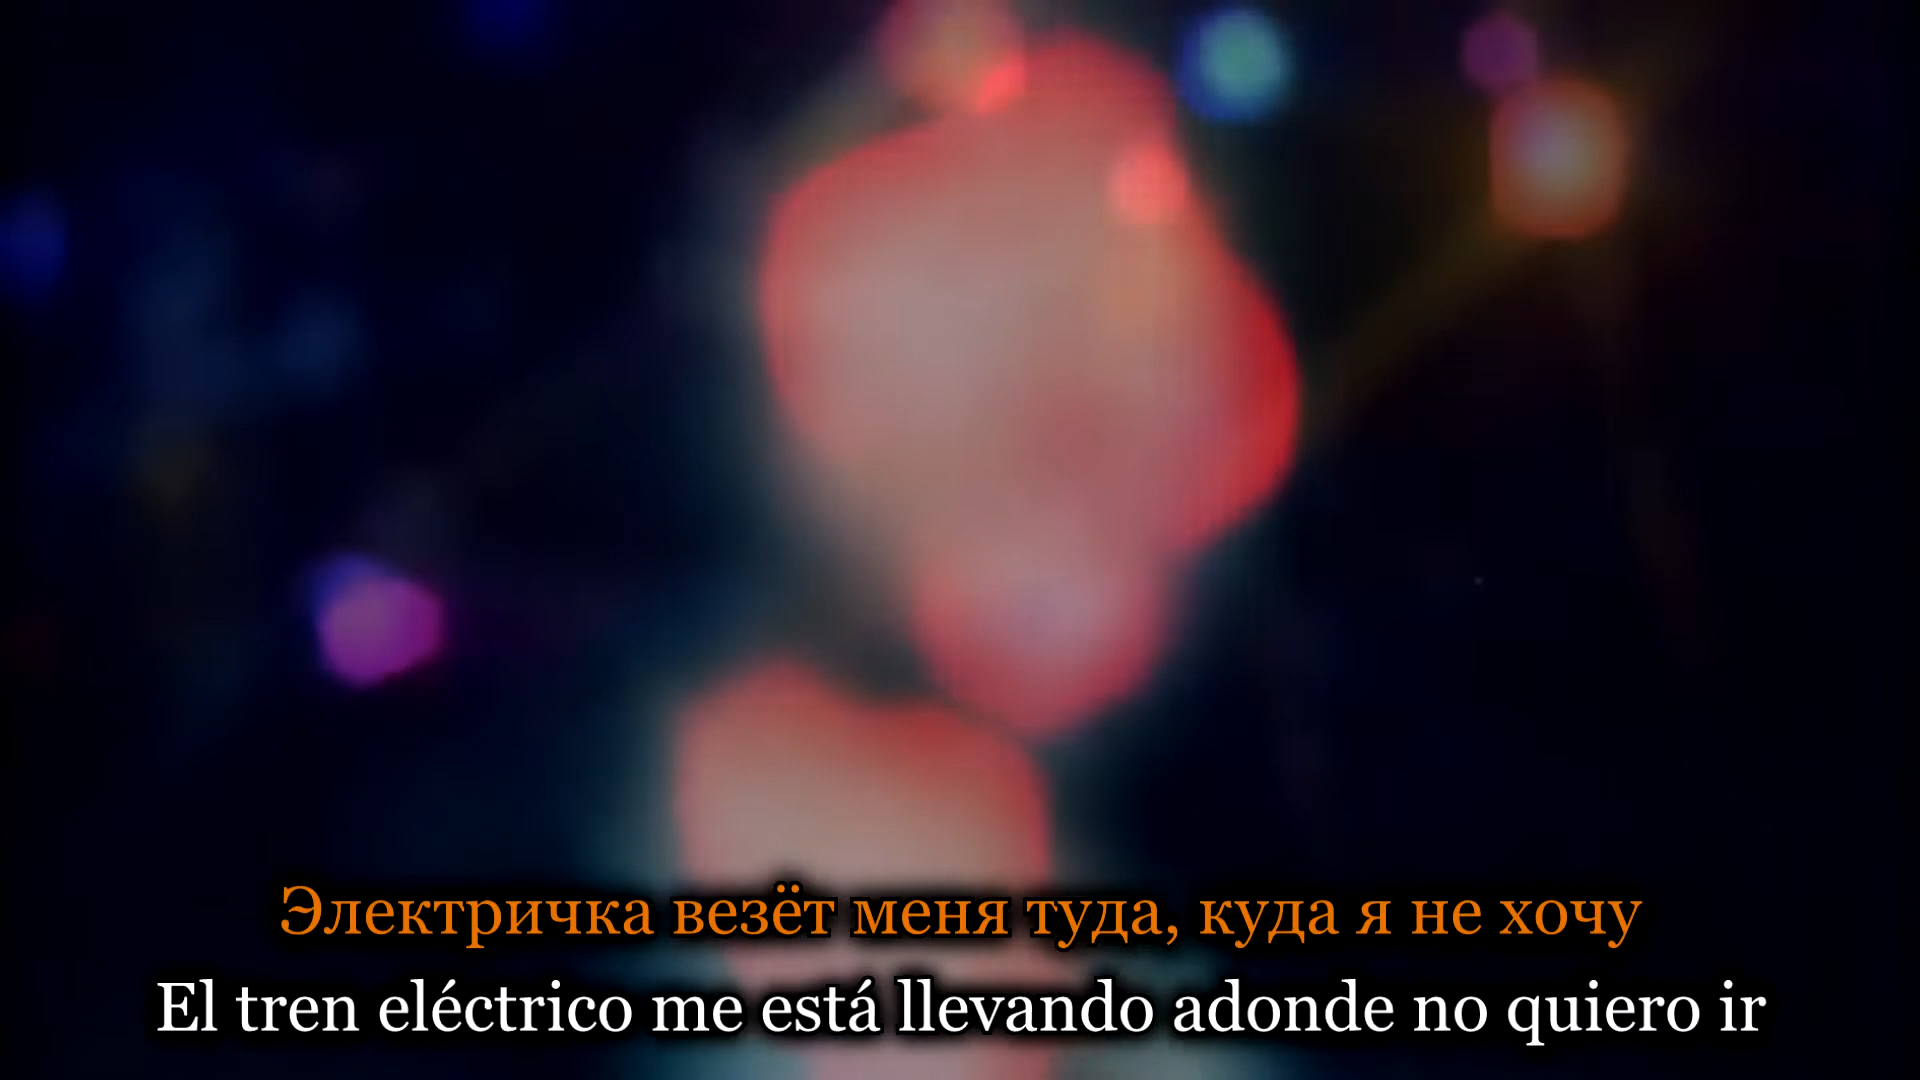 Электричка везёт меня туда, куда я не хочу
El tren eléctrico me está llevando adonde no quiero ir